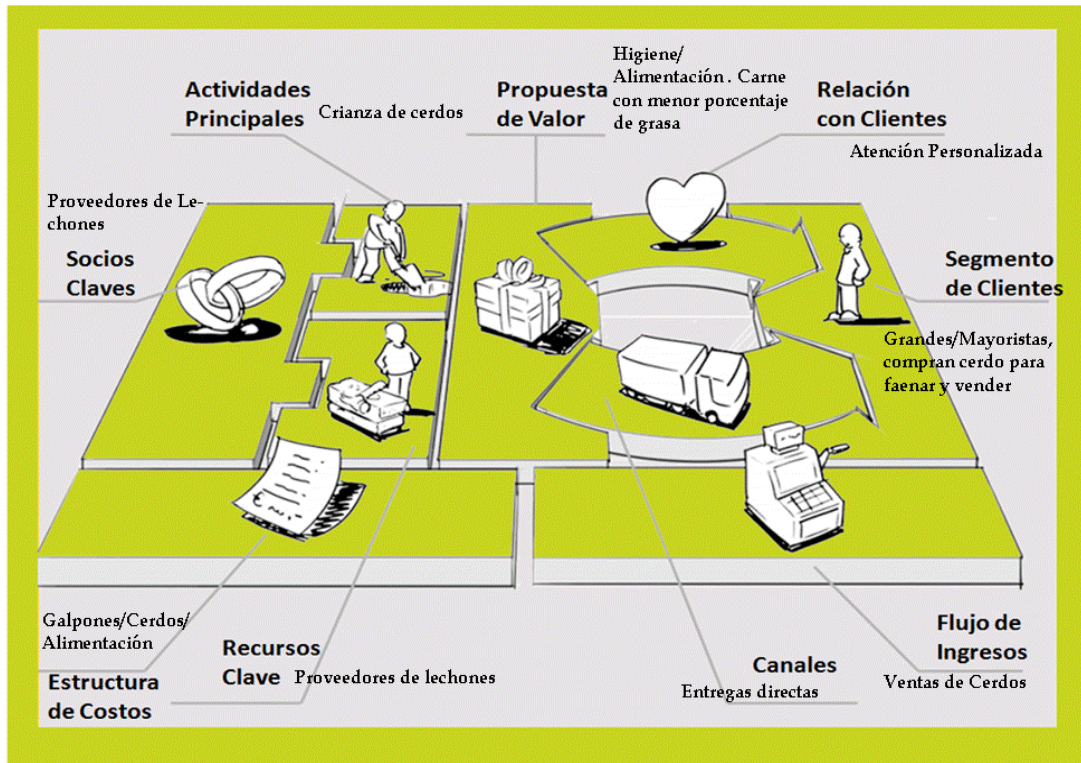 Actividades
Principales
Crianza de cerdos
Propuesta
de Valor
Higiene/
Alimentación . Carne
con menor porcentaje
de grasa
Relación
con Clientes
Atención Personalizada
Proveedores de Le-
chones
Socios
Claves
Segmento
de Clientes
Grandes/Mayoristas,
compran cerdo para
faenar y vender
Galpones/Cerdos/
Alimentación
Estructura
de Costos
Recursos
Clave
Proveedores de lechones
Canales
Entregas directas
Flujo de
Ingresos
Ventas de Cerdos